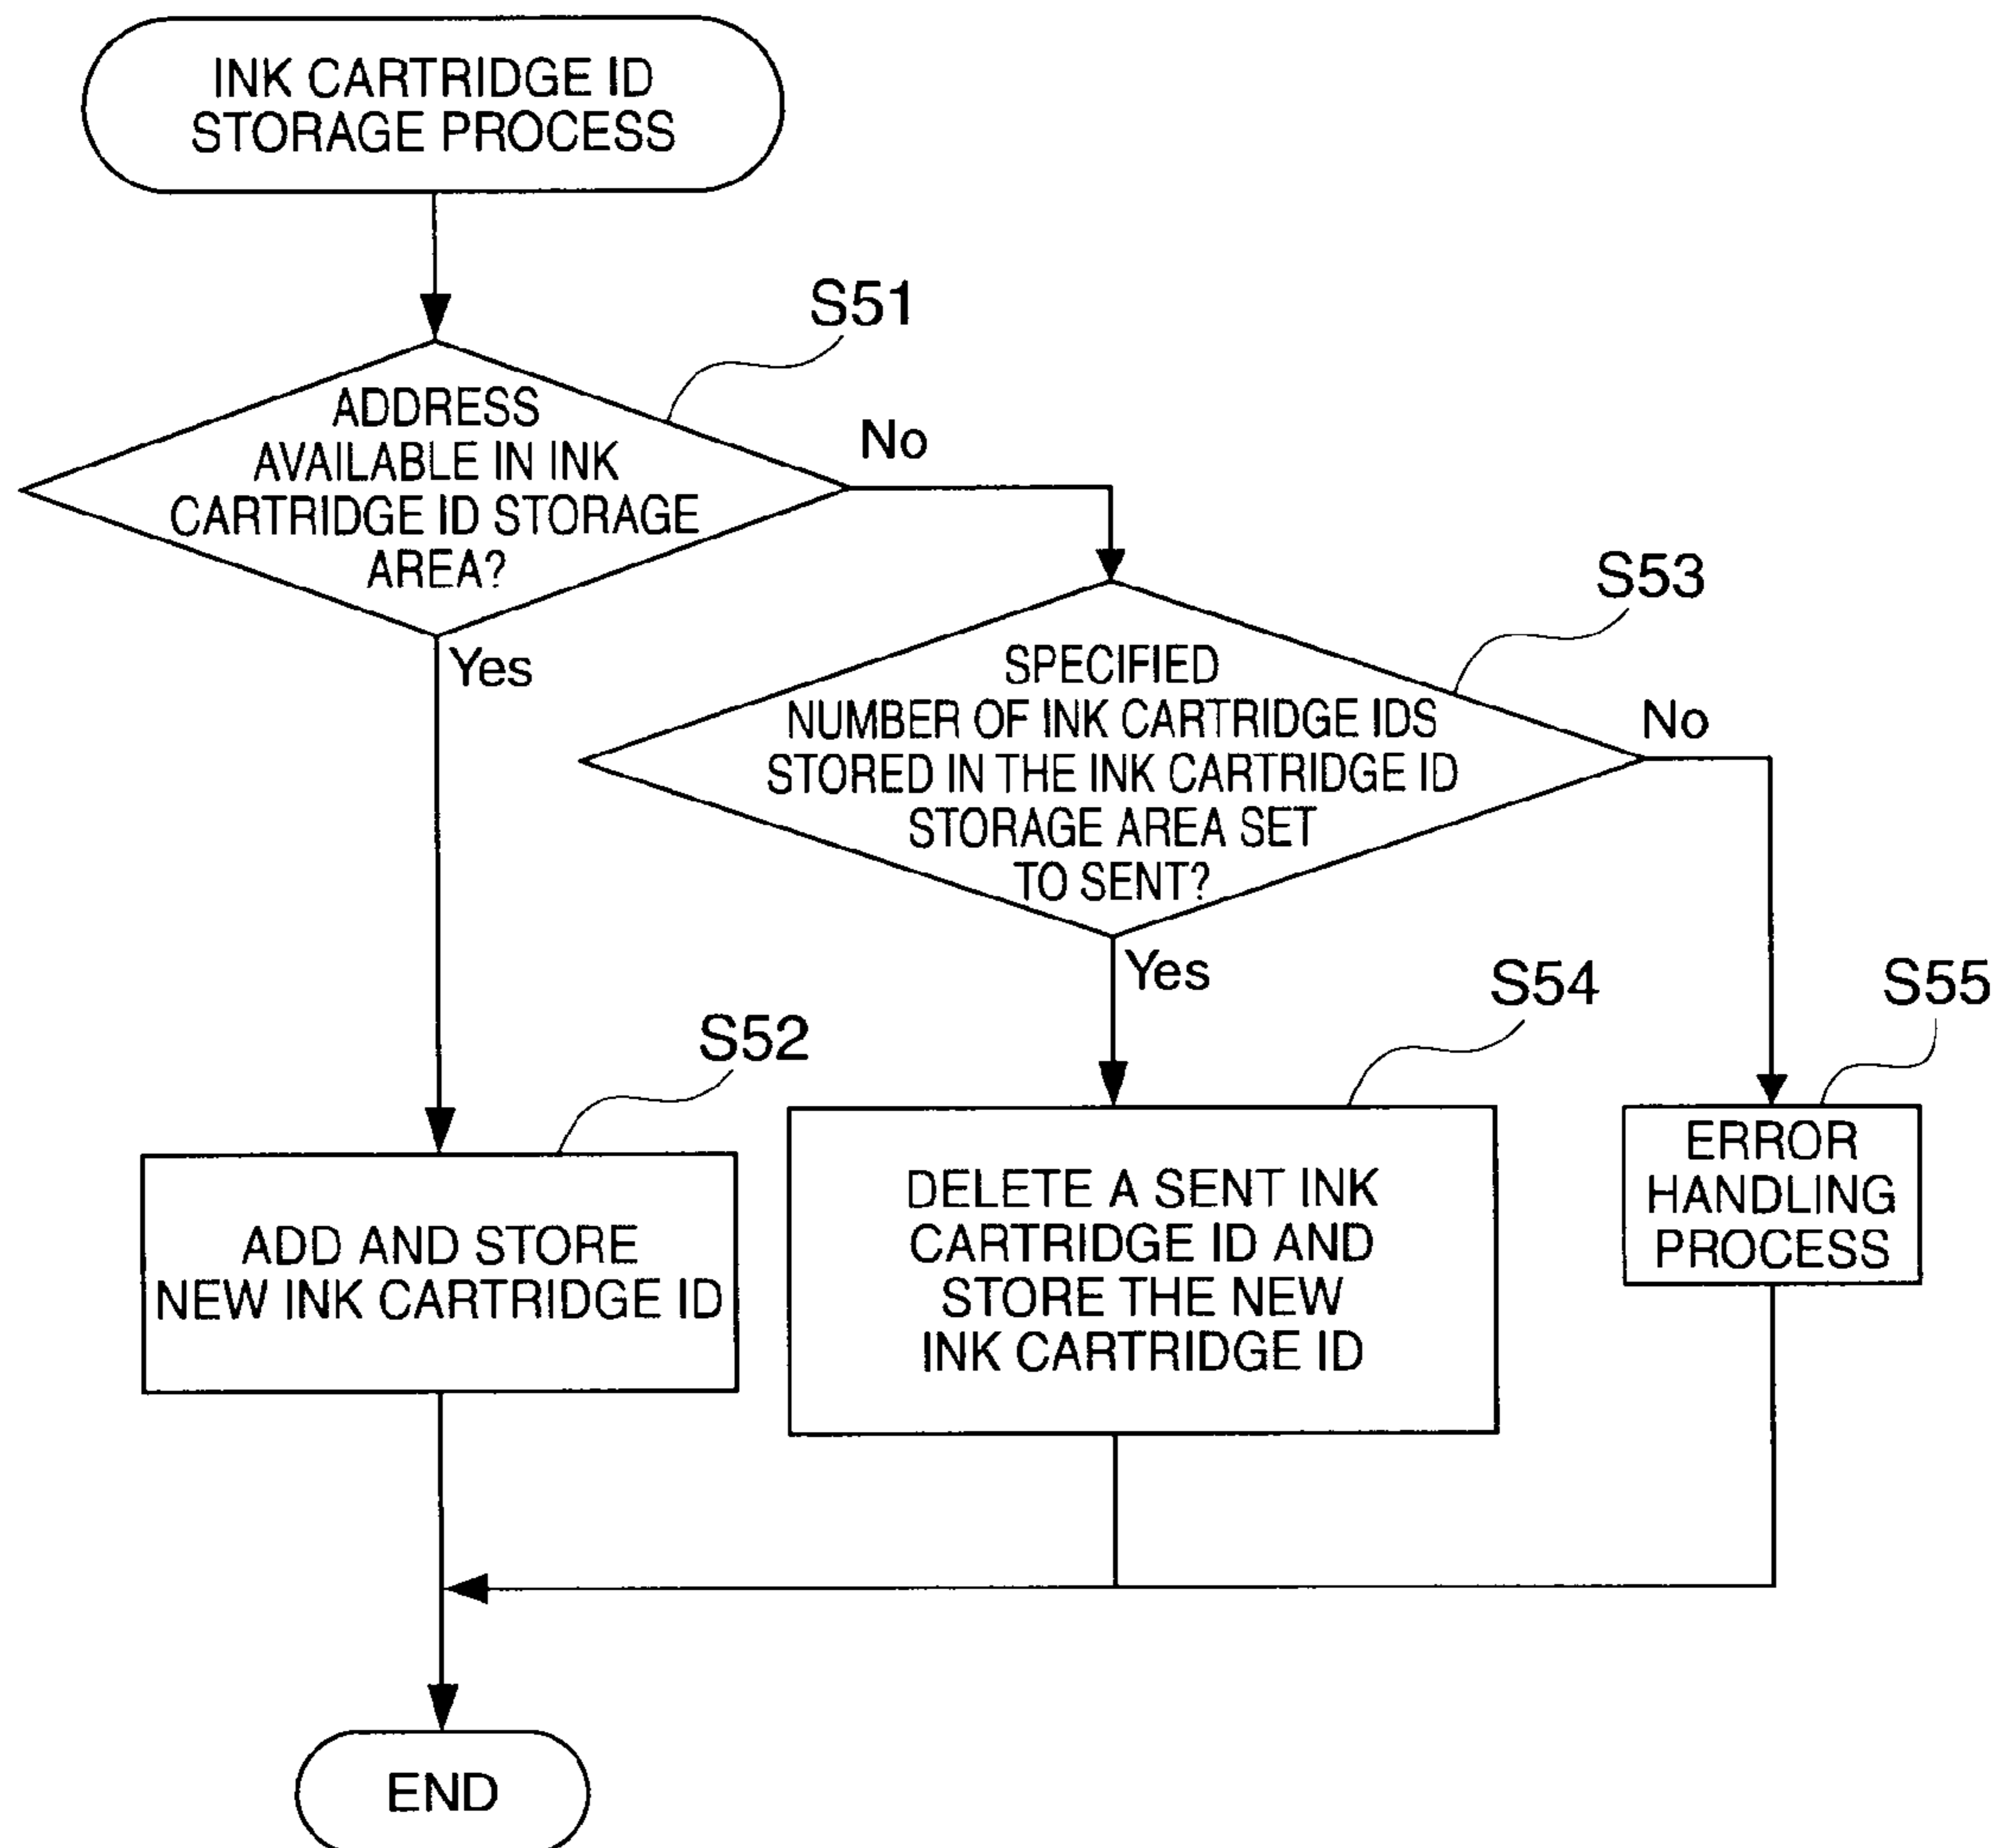 INK CARTRIDGE ID
STORAGE PROCESS
S51
ADDRESS
AVAILABLE IN INK
CARTRIDGE ID STORAGE
AREA?
No
Yes
S53
SPECIFIED
NUMBER OF INK CARTRIDGE IDS
STORED IN THE INK CARTRIDGE ID
STORAGE AREA SET
TO SENT?
No
Yes
S52
ADD AND STORE
NEW INK CARTRIDGE ID
S54
DELETE A SENT INK
CARTRIDGE ID AND
STORE THE NEW
INK CARTRIDGE ID
S55
ERROR
HANDLING
PROCESS
END